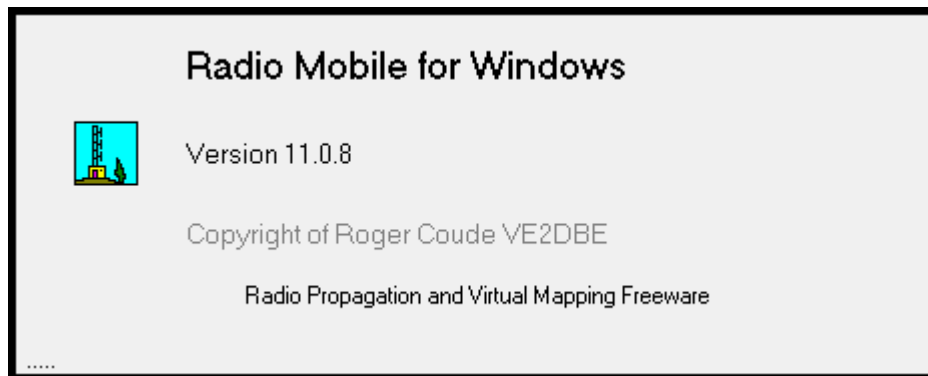 Radio Mobile for Windows
Version 11.0.8
Copyright of Roger Coude VE2DBE
Radio Propagation and Virtual Mapping Freeware
.....